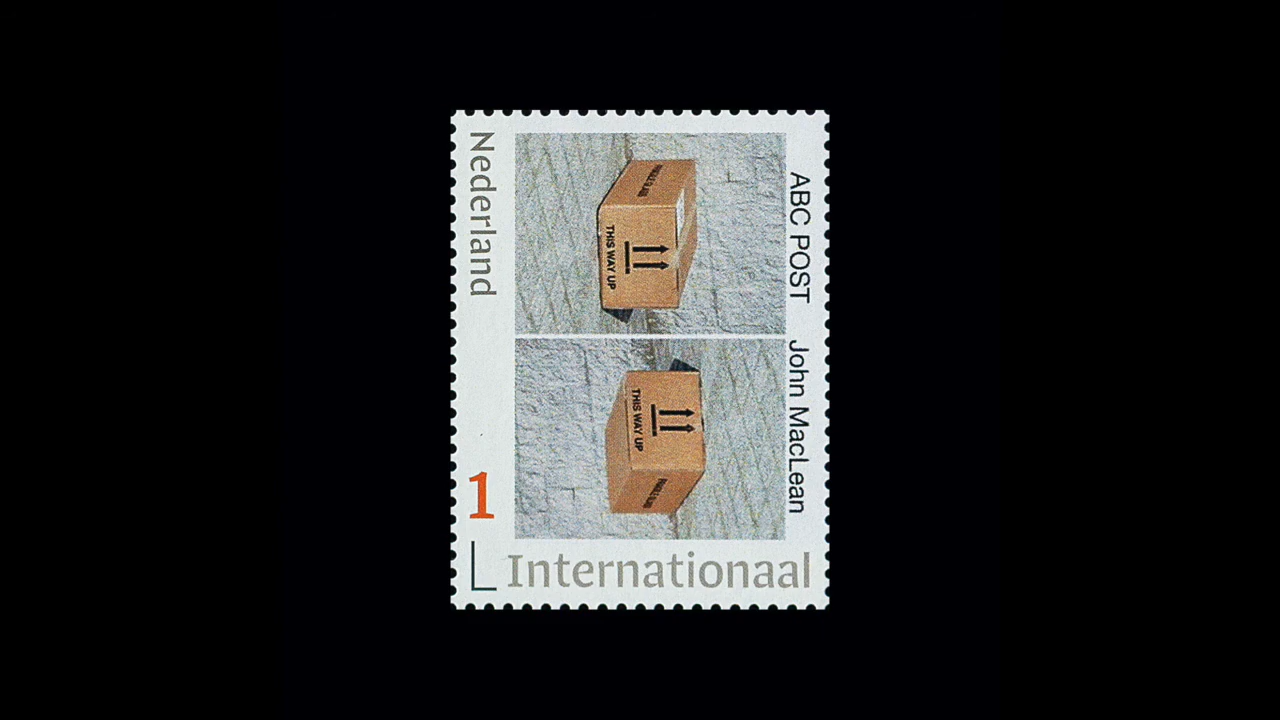 Nederland
1
Internationaal
ABC POST John MacLean
THIS WAY UP
THIS WAY UP